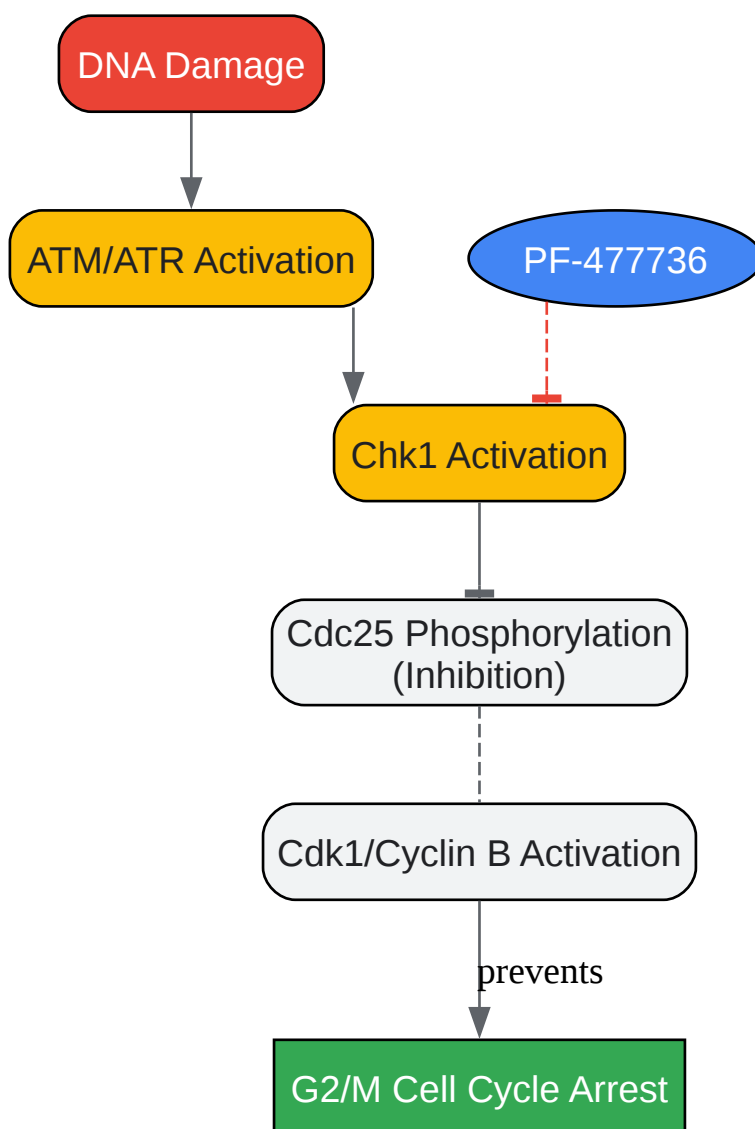 DNA Damage
ATM/ATR Activation
PF-477736
Chk1 Activation
Cdc25 Phosphorylation
(Inhibition)
Cdk1/Cyclin B Activation
prevents
G2/M Cell Cycle Arrest